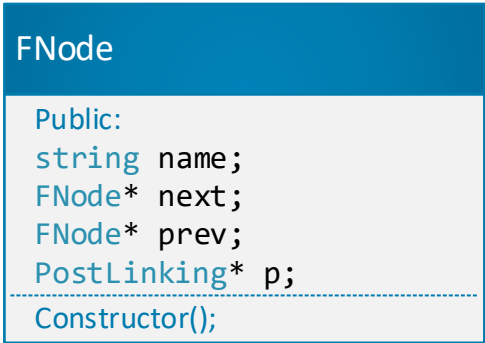 FNode
Public:
string name;
FNode* next;
FNode* prev;
PostLinking* p;
Constructor();